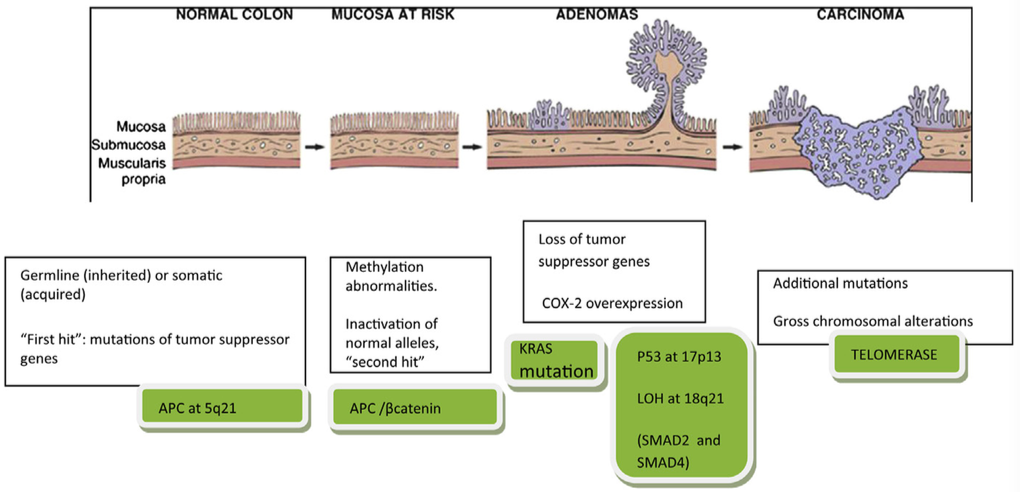 NORMAL COLON
MUCOSA AT RISK
ADENOMAS
CARCINOMA
Mucosa
Submucosa
Muscularis
propria
Germline (inherited) or somatic
(acquired)
“First hit”: mutations of tumor suppressor
genes
APC at 5q21
Methylation
abnormalities.
Inactivation of
normal alleles,
“second hit”
APC /βcatenin
Loss of tumor
suppressor genes
COX-2 overexpression
KRAS
mutation
P53 at 17p13
LOH at 18q21
(SMAD2 and
SMAD4)
Additional mutations
Gross chromosomal alterations
TELOMERASE